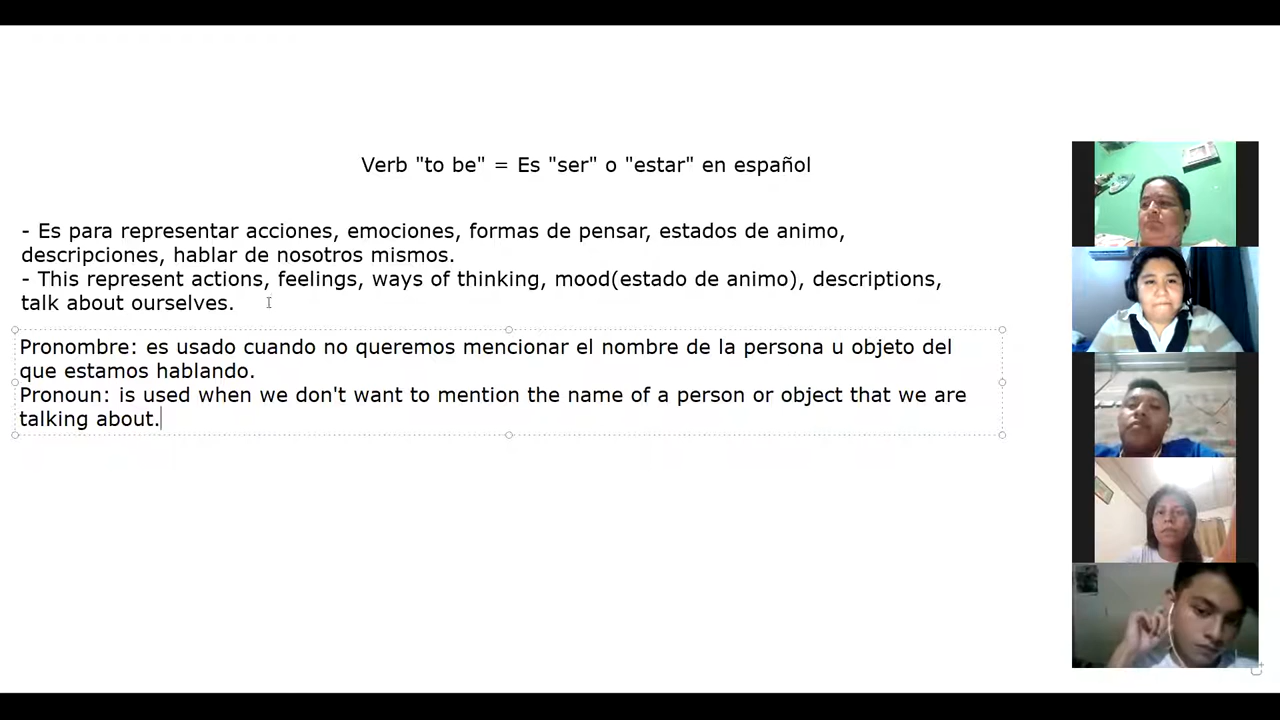 Verb "to be" = Es "ser" o "estar" en español
- Es para representar acciones, emociones, formas de pensar, estados de animo,
descripciones, hablar de nosotros mismos.
- This represent actions, feelings, ways of thinking, mood(estado de animo), descriptions,
talk about ourselves.
Pronombre: es usado cuando no queremos mencionar el nombre de la persona u objeto del
que estamos hablando.
Pronoun: is used when we don't want to mention the name of a person or object that we are
talking about.